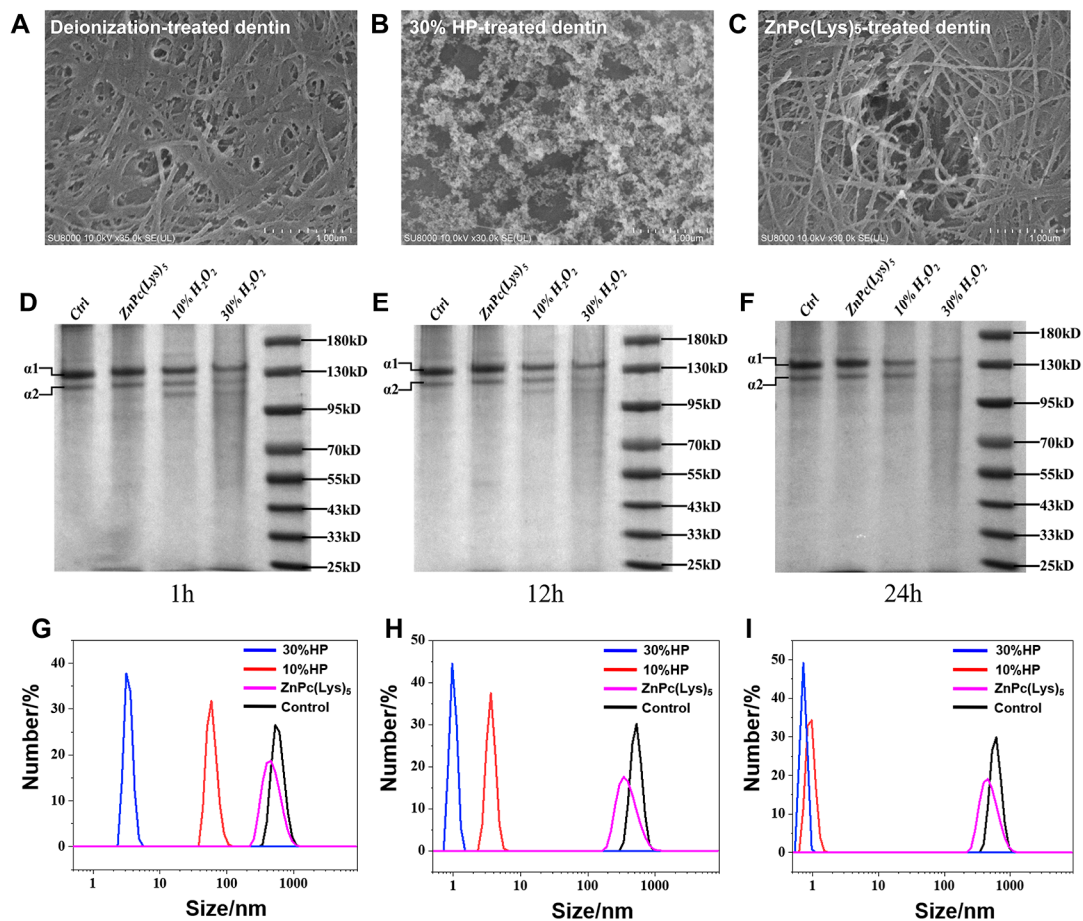 A Deionization-treated dentin
SU8000 10.0kV x35.0k SE(UL) 1.00um
B 30% HP-treated dentin
SU8000 10.0kV x30.0k SE(UL) 1.00um
C ZnPc(Lys)₅-treated dentin
SU8000 10.0kV x30.0k SE(UL) 1.00um
D
Ctrl
ZnPc(Lys)₅
10% H₂O₂
30% H₂O₂
α1
α2
180kD
130kD
95kD
70kD
55kD
43kD
33kD
25kD
1h
E
Ctrl
ZnPc(Lys)₅
10% H₂O₂
30% H₂O₂
α1
α2
180kD
130kD
95kD
70kD
55kD
43kD
33kD
25kD
12h
F
Ctrl
ZnPc(Lys)₅
10% H₂O₂
30% H₂O₂
α1
α2
180kD
130kD
95kD
70kD
55kD
43kD
33kD
25kD
24h
G
30%HP
10%HP
ZnPc(Lys)₅
Control
Number/%
40
30
20
10
0
1 10 100 1000
Size/nm
H
30%HP
10%HP
ZnPc(Lys)₅
Control
Number/%
50
40
30
20
10
0
1 10 100 1000
Size/nm
I
30%HP
10%HP
ZnPc(Lys)₅
Control
Number/%
50
40
30
20
10
0
1 10 100 1000
Size/nm